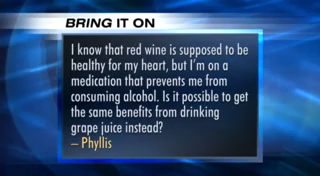 BRING IT ON
I know that red wine is supposed to be
healthy for my heart, but I'm on a
medication that prevents me from
consuming alcohol. Is it possible to get
the same benefits from drinking
grape juice instead?
– Phyllis